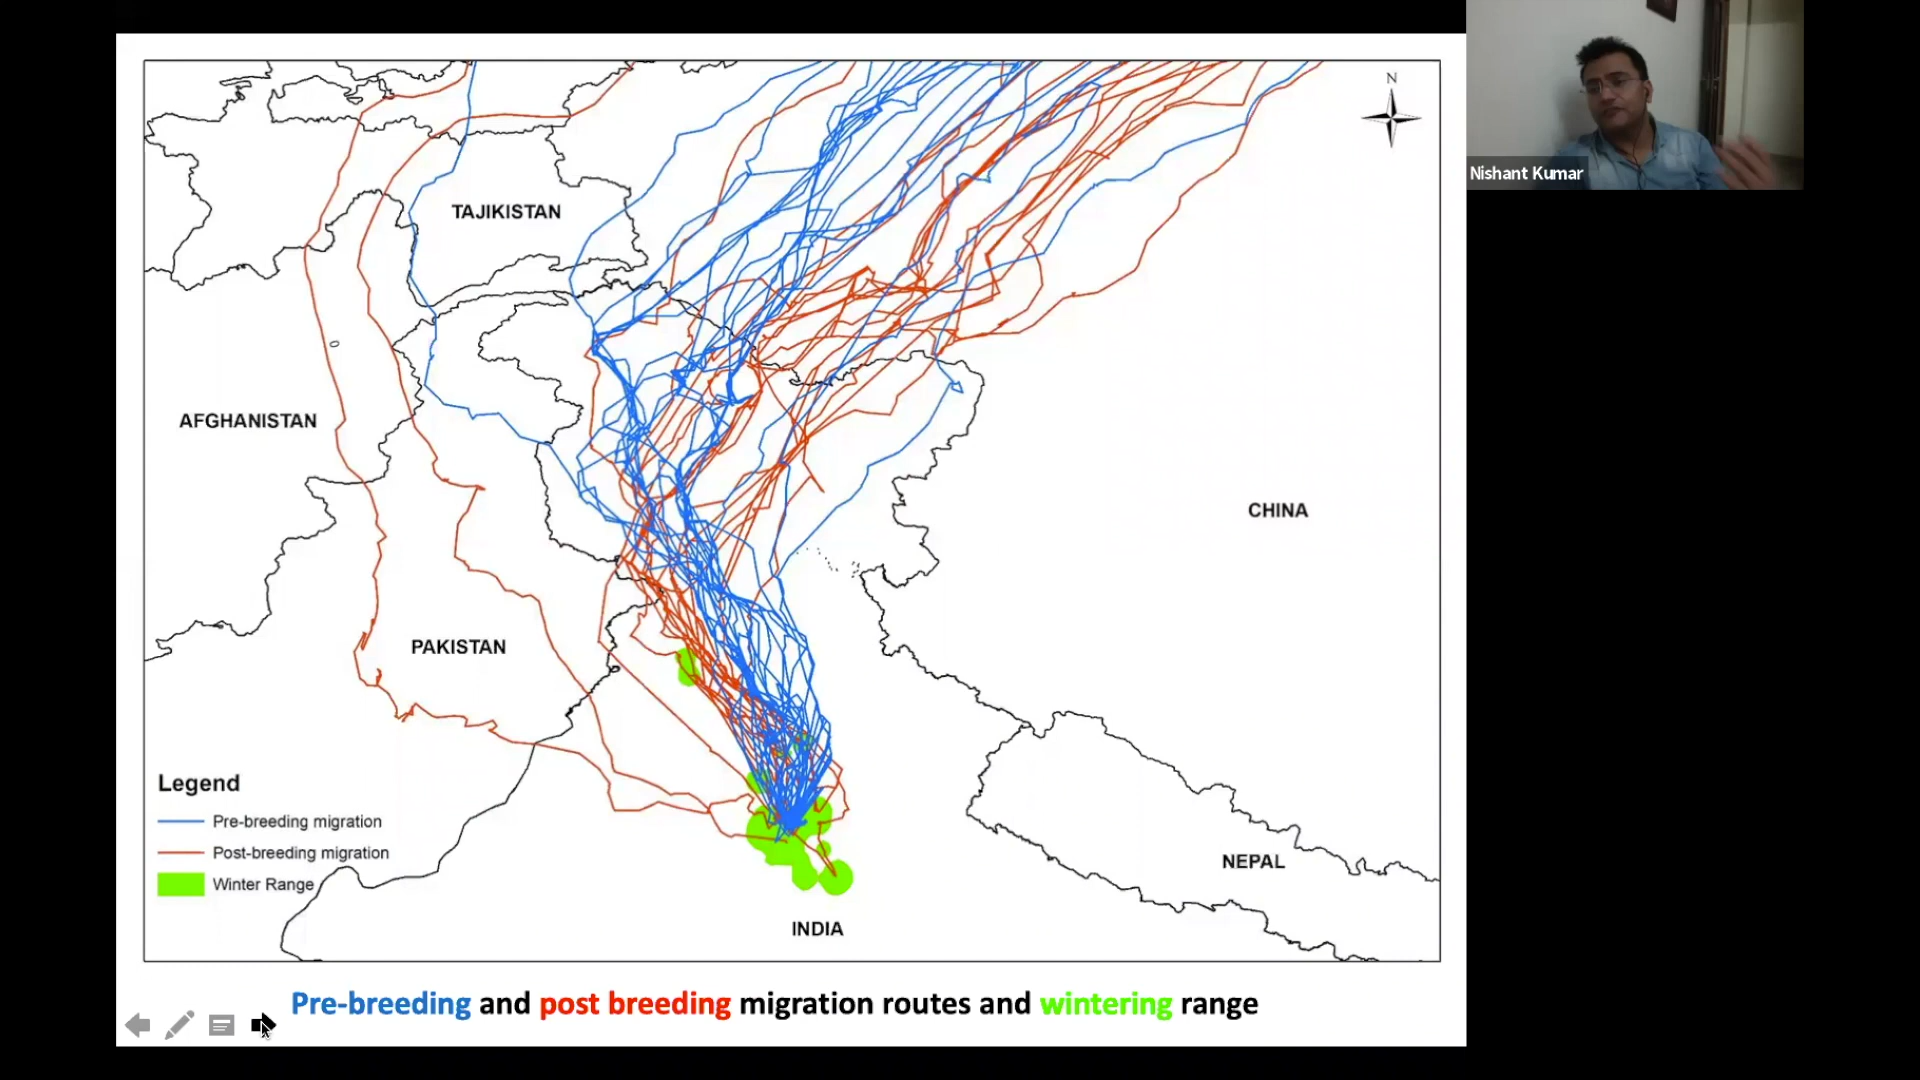 N
Nishant Kumar
TAJIKISTAN
AFGHANISTAN
CHINA
PAKISTAN
Legend
Pre-breeding migration
Post-breeding migration
Winter Range
NEPAL
INDIA
Pre-breeding and post breeding migration routes and wintering range